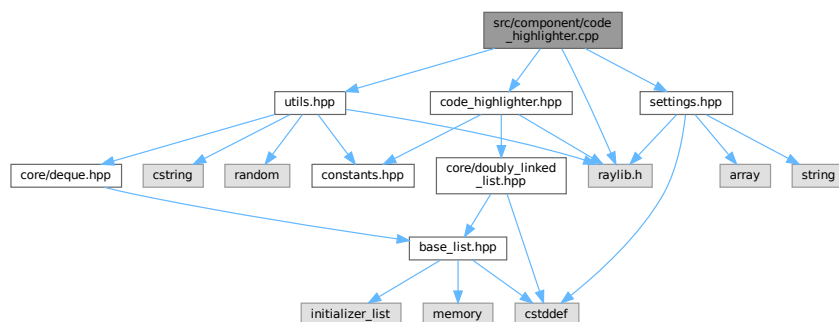 src/component/code
_highlighter.cpp
utils.hpp
code_highlighter.hpp
settings.hpp
core/deque.hpp
cstring
random
constants.hpp
core/doubly_linked
_list.hpp
raylib.h
array
string
base_list.hpp
initializer_list
memory
cstddef